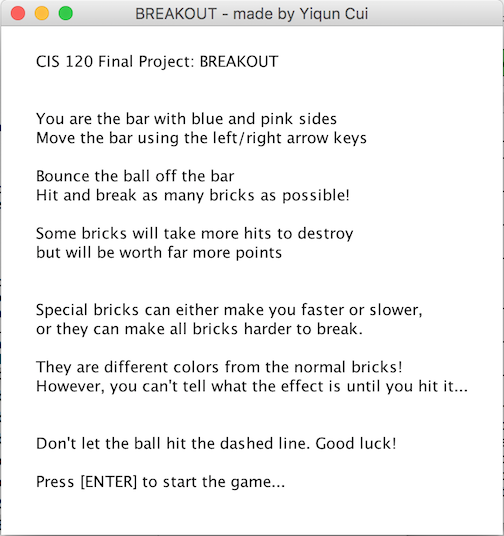 BREAKOUT - made by Yiqun Cui
CIS 120 Final Project: BREAKOUT
You are the bar with blue and pink sides
Move the bar using the left/right arrow keys
Bounce the ball off the bar
Hit and break as many bricks as possible!
Some bricks will take more hits to destroy
but will be worth far more points
Special bricks can either make you faster or slower,
or they can make all bricks harder to break.
They are different colors from the normal bricks!
However, you can't tell what the effect is until you hit it...
Don't let the ball hit the dashed line. Good luck!
Press [ENTER] to start the game...